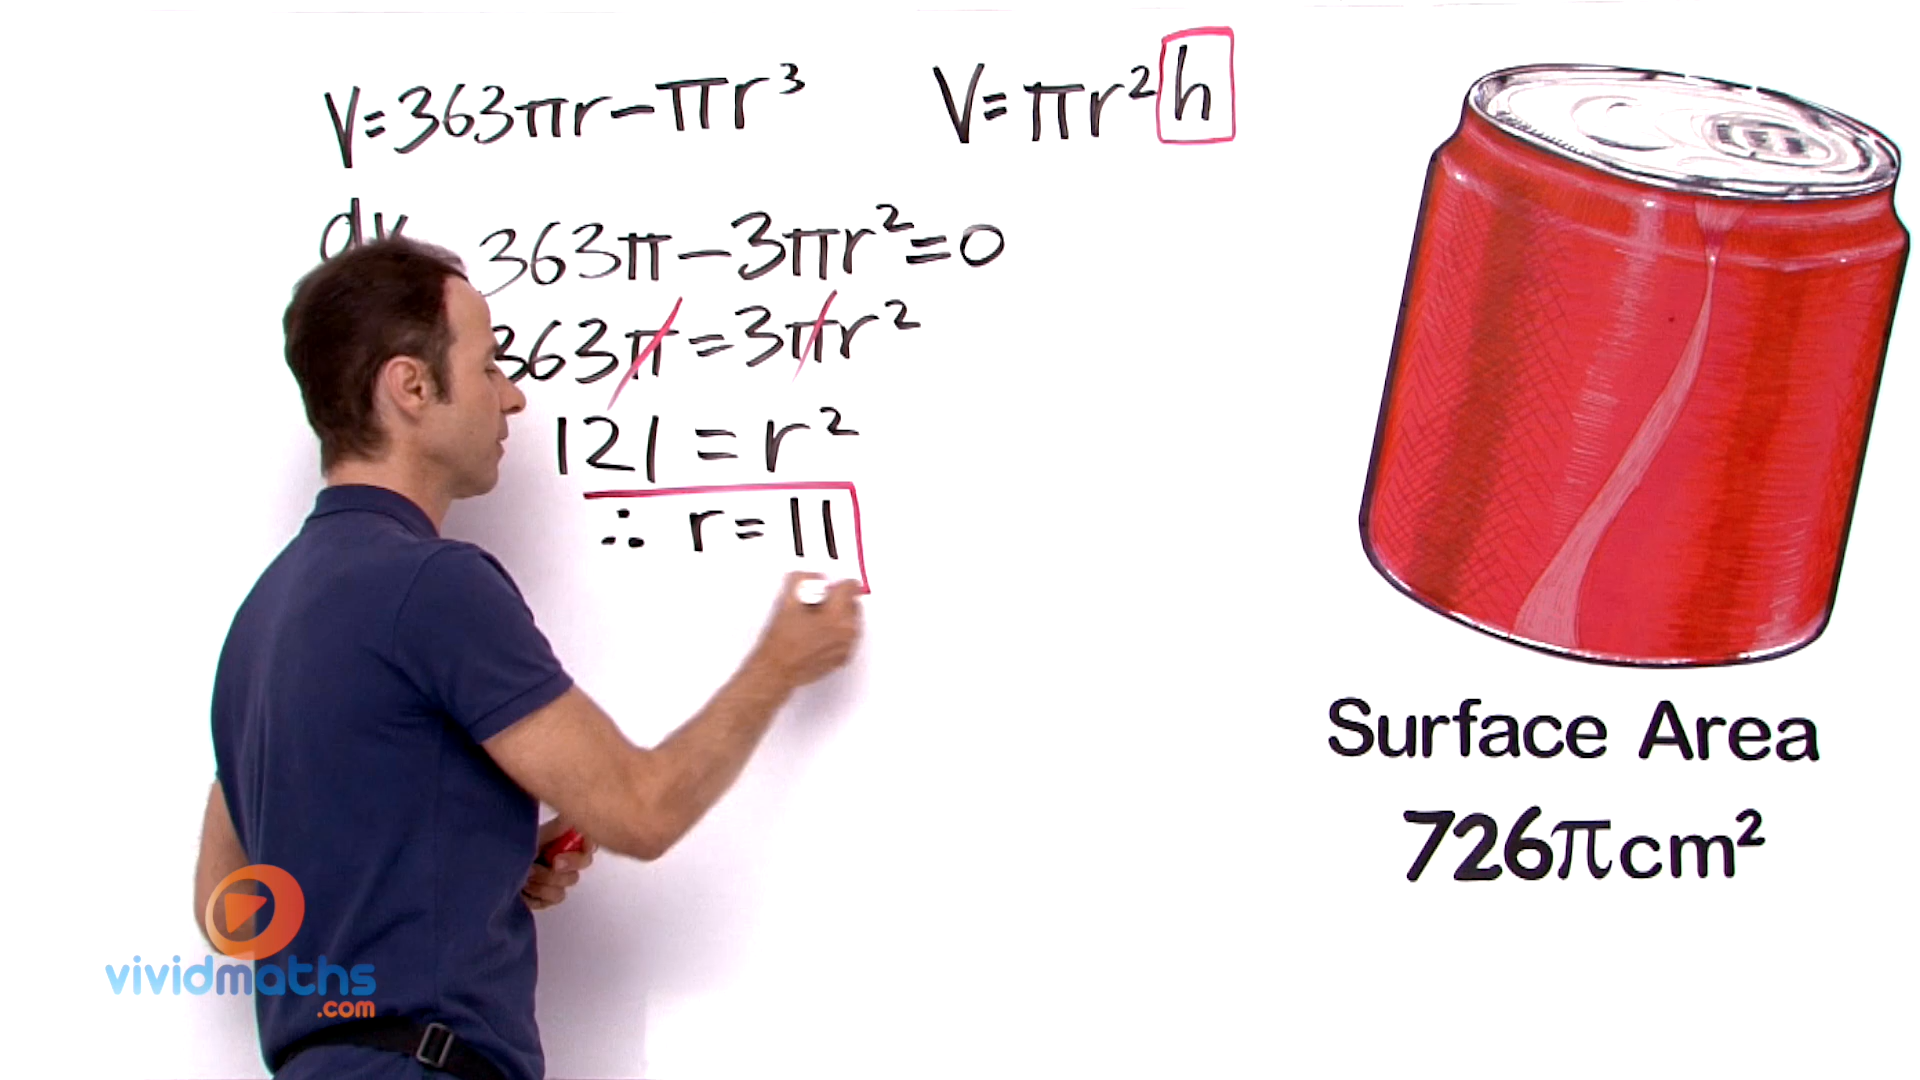 V=363πr−πr³
V=πr²h
dv 363π−3πr²=0
363π=3πr²
121=r²
∴ r=11
Surface Area
726πcm²
vividmaths
.com